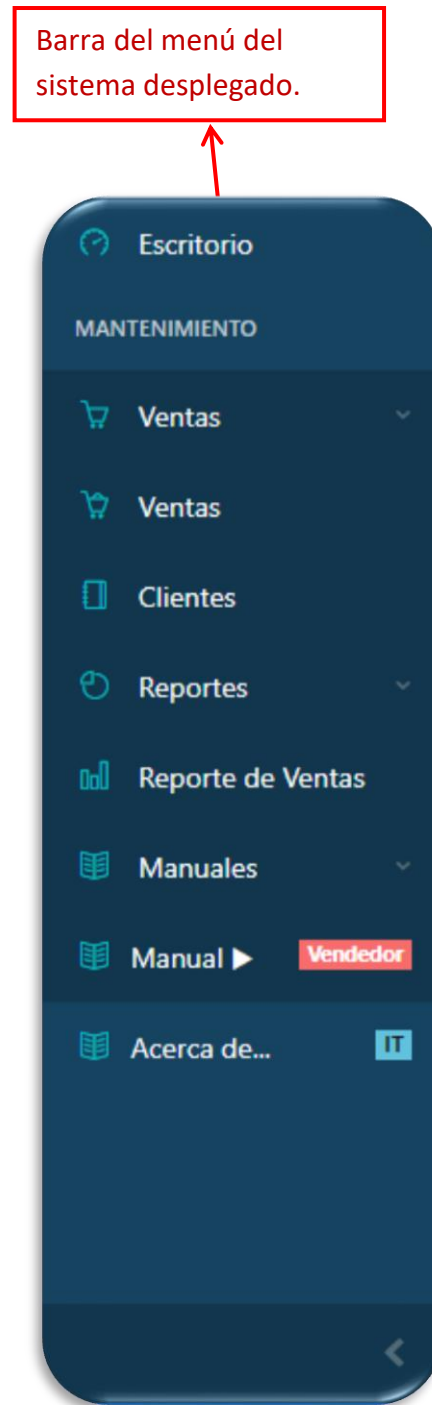 Barra del menú del
sistema desplegado.
Escritorio
MANTENIMIENTO
Ventas
Ventas
Clientes
Reportes
Reporte de Ventas
Manuales
Manual ▶ Vendedor
Acerca de... IT